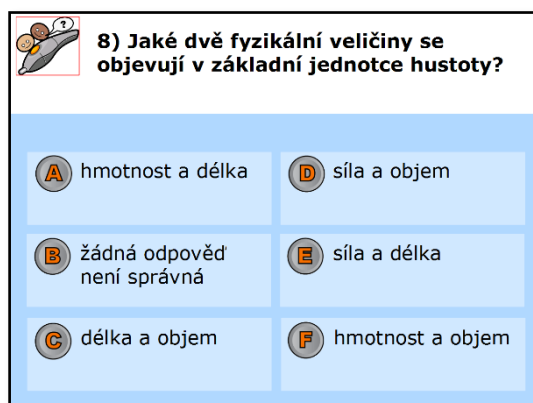 ?
8) Jaké dvě fyzikální veličiny se
objevují v základní jednotce hustoty?
A hmotnost a délka
B žádná odpověď
není správná
C délka a objem
D síla a objem
E síla a délka
F hmotnost a objem